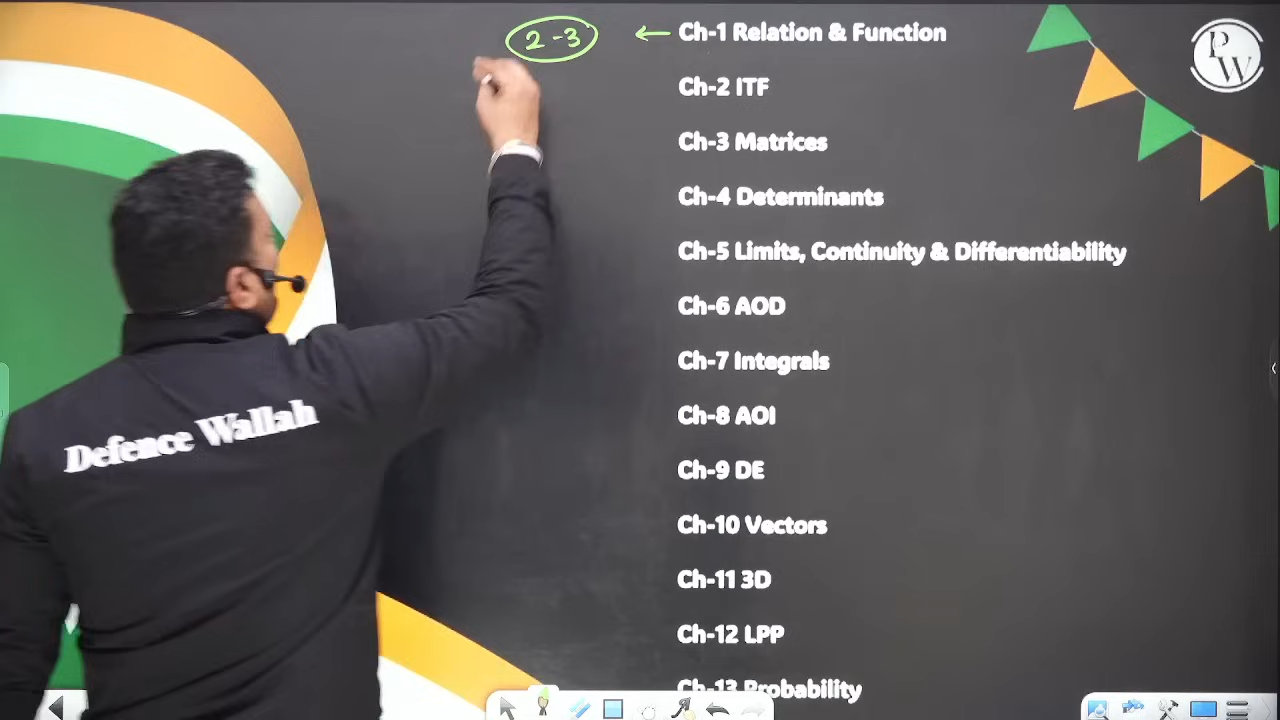 2-3 ← Ch-1 Relation & Function
PW
Ch-2 ITF
Ch-3 Matrices
Ch-4 Determinants
Ch-5 Limits, Continuity & Differentiability
Ch-6 AOD
Ch-7 Integrals
Ch-8 AOI
Ch-9 DE
Ch-10 Vectors
Ch-11 3D
Ch-12 LPP
Ch-13 Probability
Defence Wallah